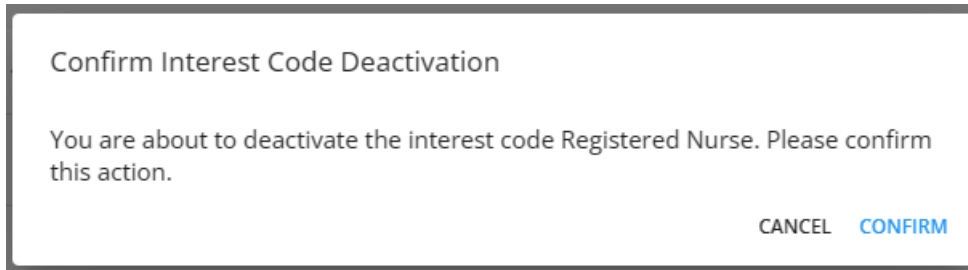 Confirm Interest Code Deactivation
You are about to deactivate the interest code Registered Nurse. Please confirm
this action.
CANCEL CONFIRM